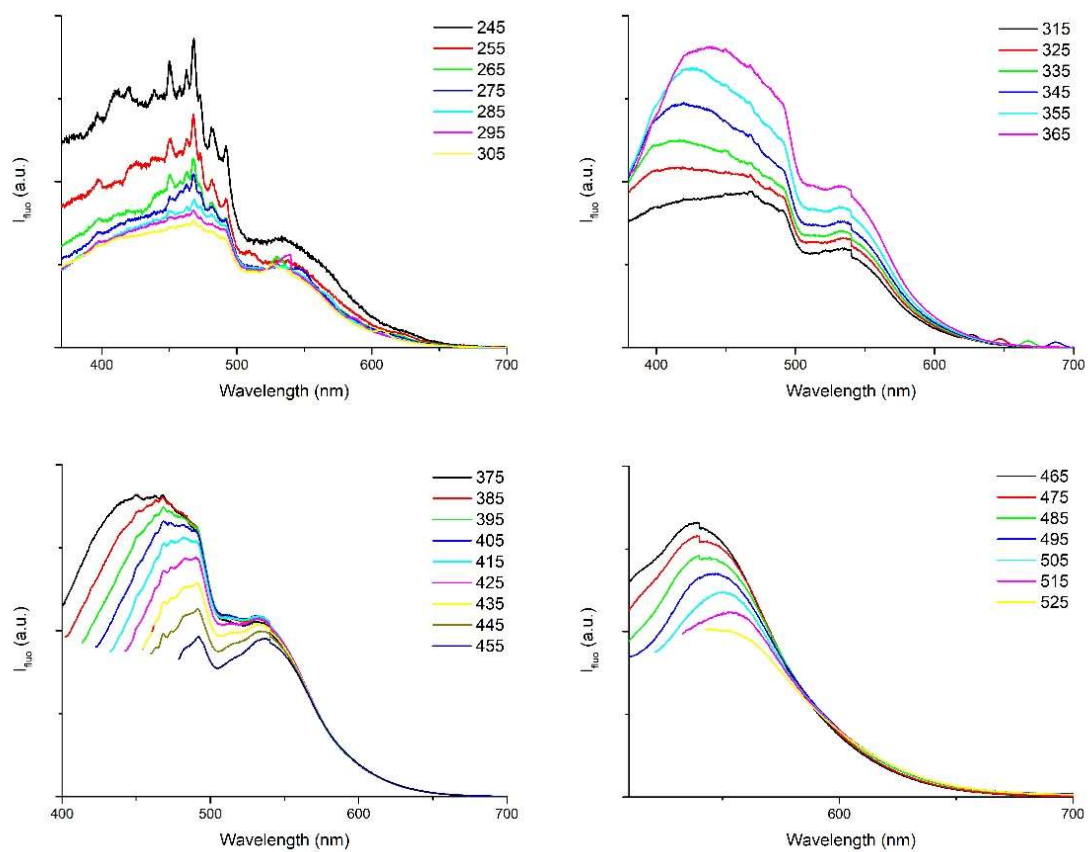 245
255
265
275
285
295
305
I_fluo (a.u.)
400 500 600 700
Wavelength (nm)
315
325
335
345
355
365
I_fluo (a.u.)
400 500 600 700
Wavelength (nm)
375
385
395
405
415
425
435
445
455
I_fluo (a.u.)
400 500 600 700
Wavelength (nm)
465
475
485
495
505
515
525
I_fluo (a.u.)
600 700
Wavelength (nm)